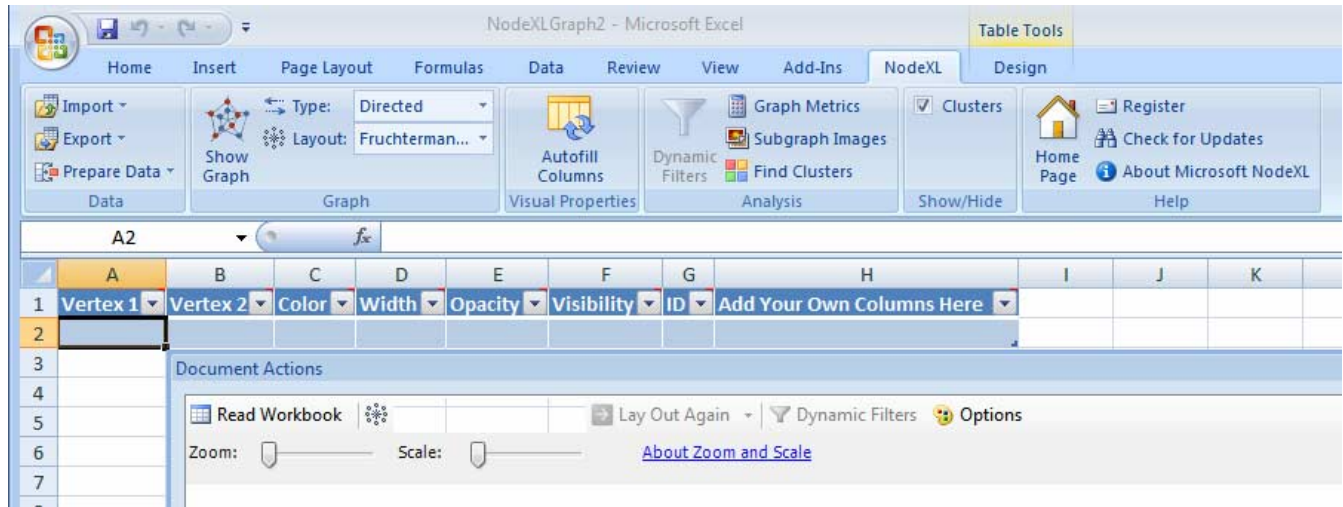 NodeXLGraph2 - Microsoft Excel
Table Tools
Home Insert Page Layout Formulas Data Review View Add-Ins NodeXL Design
Import
Export
Prepare Data
Data
Show Graph
Type: Directed
Layout: Fruchterman...
Graph
Autofill Columns
Visual Properties
Dynamic Filters
Graph Metrics
Subgraph Images
Find Clusters
Analysis
Clusters
Show/Hide
Home Page
Register
Check for Updates
About Microsoft NodeXL
Help
A2 fx
A B C D E F G H I J K
1 Vertex 1 Vertex 2 Color Width Opacity Visibility ID Add Your Own Columns Here
2
3
Document Actions
4
5 Read Workbook Lay Out Again Dynamic Filters Options
6 Zoom: Scale: About Zoom and Scale
7